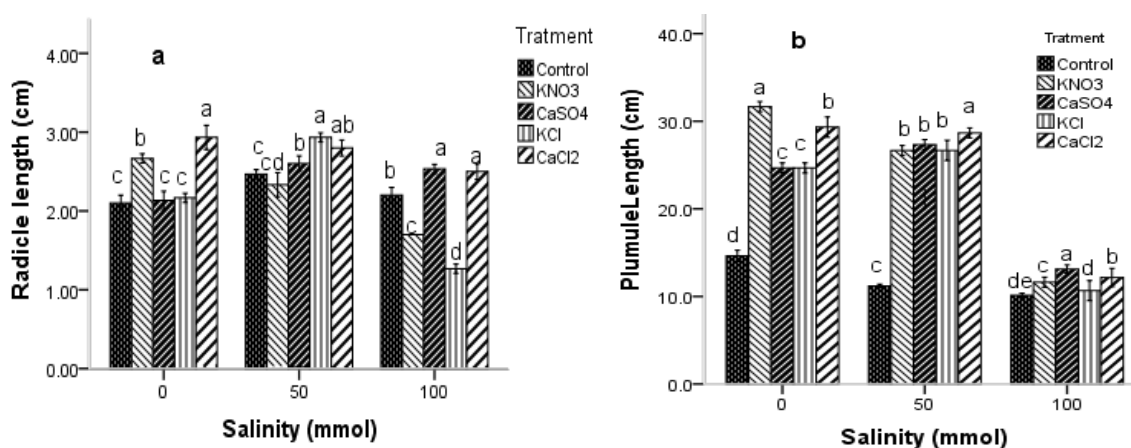 a
Radicle length (cm)
4.00
3.00
2.00
1.00
0.00
c b c c a
c cd b a ab
b c a d a
0 50 100
Salinity (mmol)
Tratment
Control
KNO3
CaSO4
KCl
CaCl2
b
PlumuleLength (cm)
40.0
30.0
20.0
10.0
0.0
d a c c b
c b b b a
de c a d b
0 50 100
Salinity (mmol)
Tratment
Control
KNO3
CaSO4
KCl
CaCl2